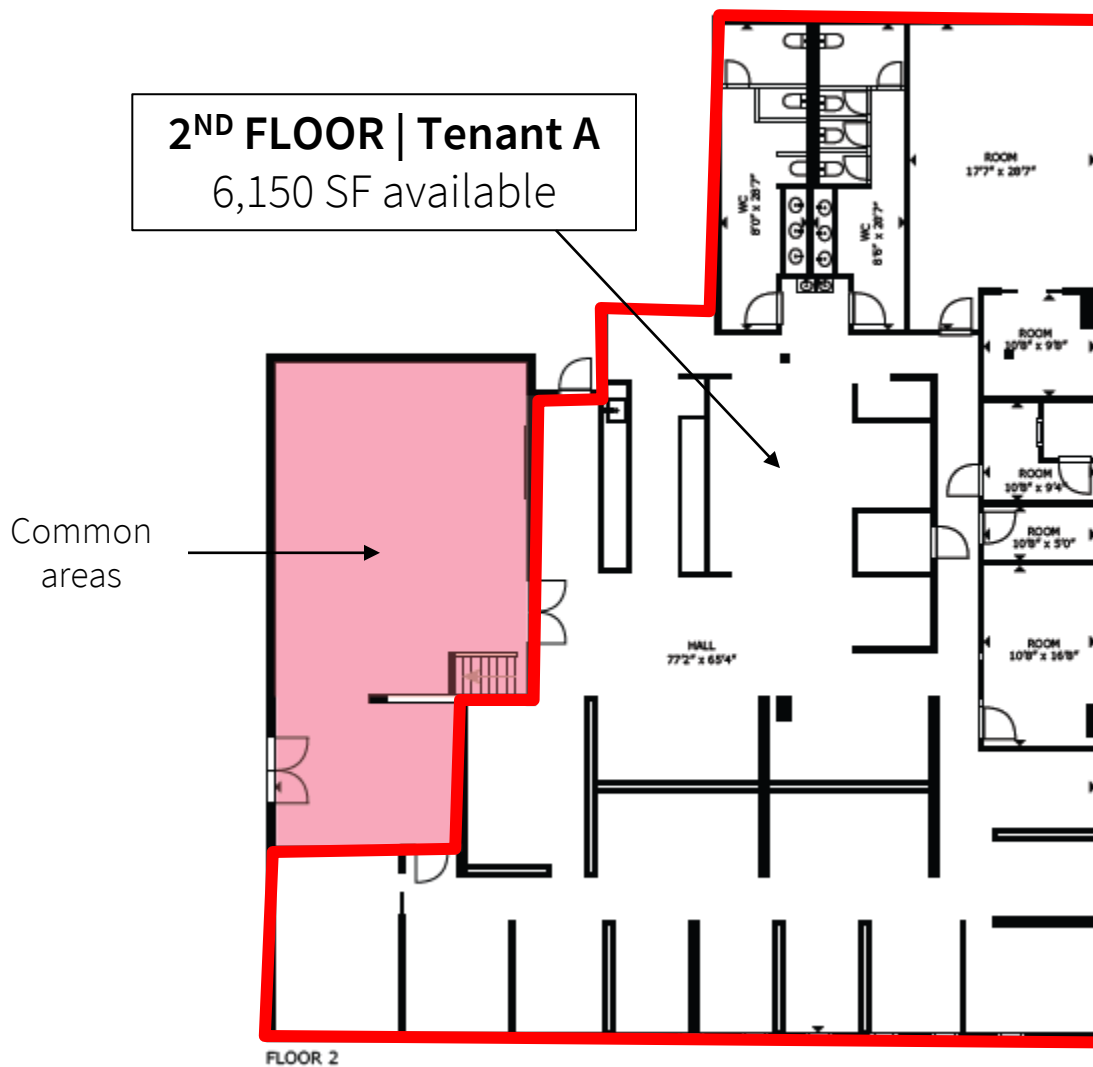 2ND FLOOR | Tenant A
6,150 SF available
Common
areas
WC
8'0" x 28'7"
WC
8'6" x 28'7"
ROOM
17'7" x 28'7"
ROOM
10'8" x 9'8"
ROOM
10'8" x 9'4"
ROOM
10'8" x 5'0"
HALL
77'2" x 65'4"
ROOM
10'8" x 16'8"
FLOOR 2